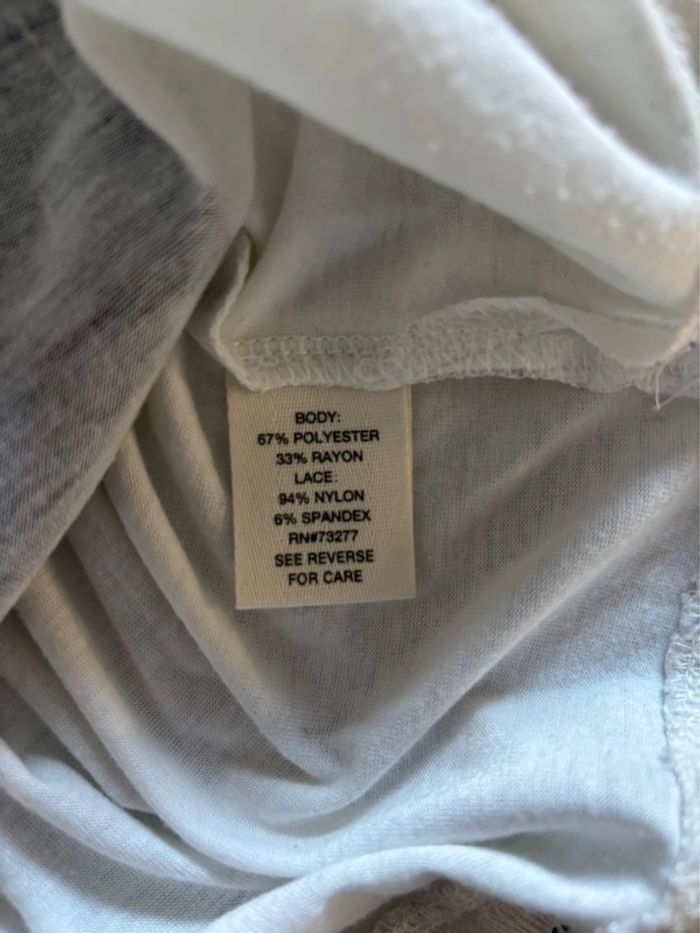 BODY:
67% POLYESTER
33% RAYON
LACE:
94% NYLON
6% SPANDEX
RN#73277
SEE REVERSE
FOR CARE